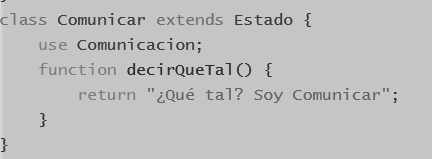 class Comunicar extends Estado {
    use Comunicacion;
    function decirQueTal() {
        return "¿Qué tal? Soy Comunicar";
    }
}